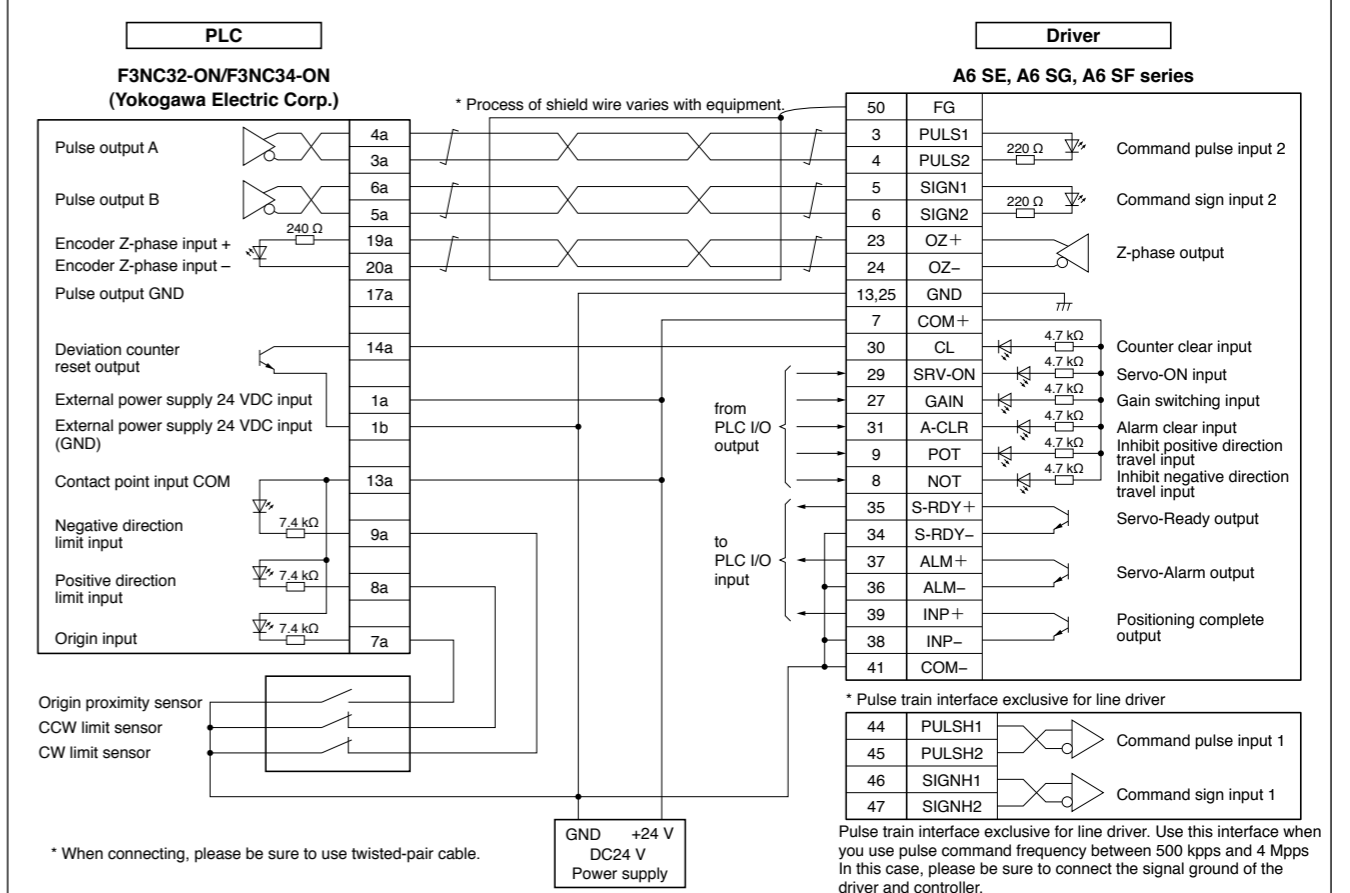 PLC
F3NC32-ON/F3NC34-ON
(Yokogawa Electric Corp.)
Driver
A6 SE, A6 SG, A6 SF series
* Process of shield wire varies with equipment.
Pulse output A
4a
3a
Pulse output B
6a
5a
240 Ω
Encoder Z-phase input +
19a
Encoder Z-phase input –
20a
Pulse output GND
17a
Deviation counter
reset output
14a
External power supply 24 VDC input
1a
External power supply 24 VDC input
(GND)
1b
Contact point input COM
13a
Negative direction
limit input
7.4 kΩ
9a
Positive direction
limit input
7.4 kΩ
8a
Origin input
7.4 kΩ
7a
Origin proximity sensor
CCW limit sensor
CW limit sensor
from
PLC I/O
output
to
PLC I/O
input
50 FG
3 PULS1
4 PULS2
220 Ω
Command pulse input 2
5 SIGN1
6 SIGN2
220 Ω
Command sign input 2
23 OZ+
24 OZ–
Z-phase output
13,25 GND
7 COM+
30 CL
4.7 kΩ
Counter clear input
29 SRV-ON
4.7 kΩ
Servo-ON input
27 GAIN
4.7 kΩ
Gain switching input
31 A-CLR
4.7 kΩ
Alarm clear input
9 POT
4.7 kΩ
Inhibit positive direction
travel input
8 NOT
4.7 kΩ
Inhibit negative direction
travel input
35 S-RDY+
34 S-RDY–
Servo-Ready output
37 ALM+
36 ALM–
Servo-Alarm output
39 INP+
38 INP–
Positioning complete
output
41 COM–
* Pulse train interface exclusive for line driver
44 PULSH1
45 PULSH2
Command pulse input 1
46 SIGNH1
47 SIGNH2
Command sign input 1
Pulse train interface exclusive for line driver. Use this interface when
you use pulse command frequency between 500 kpps and 4 Mpps
In this case, please be sure to connect the signal ground of the
driver and controller.
GND +24 V
DC24 V
Power supply
* When connecting, please be sure to use twisted-pair cable.